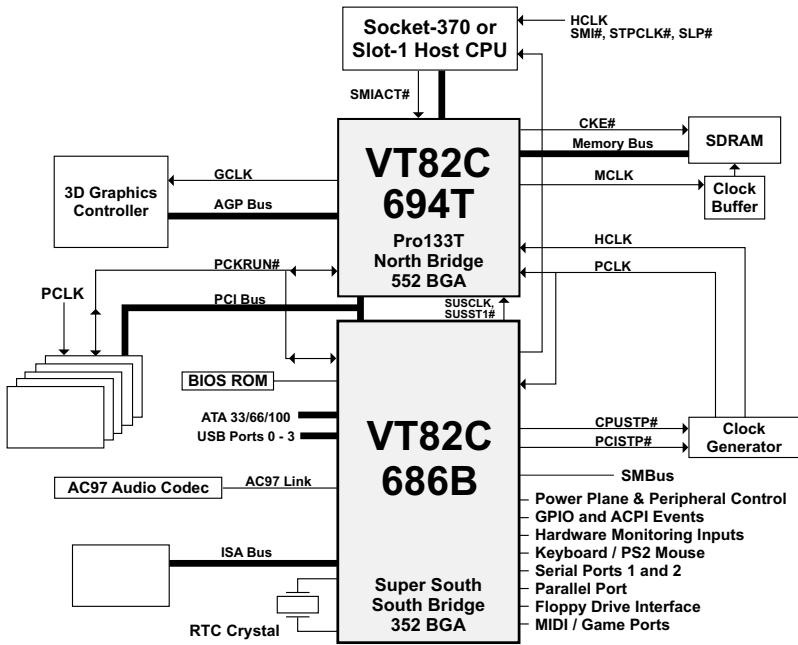 Socket-370 or
Slot-1 Host CPU
HCLK
SMI#, STPCLK#, SLP#
SMIACT#
VT82C
694T
Pro133T
North Bridge
552 BGA
CKE#
Memory Bus
SDRAM
MCLK
Clock
Buffer
3D Graphics
Controller
GCLK
AGP Bus
HCLK
PCLK
PCKRUN#
PCLK
PCI Bus
SUSCLK,
SUSST1#
BIOS ROM
ATA 33/66/100
USB Ports 0 - 3
VT82C
686B
CPUSTP#
PCISTP#
Clock
Generator
SMBus
AC97 Audio Codec
AC97 Link
Power Plane & Peripheral Control
GPIO and ACPI Events
Hardware Monitoring Inputs
Keyboard / PS2 Mouse
Serial Ports 1 and 2
Parallel Port
Floppy Drive Interface
MIDI / Game Ports
ISA Bus
Super South
South Bridge
352 BGA
RTC Crystal